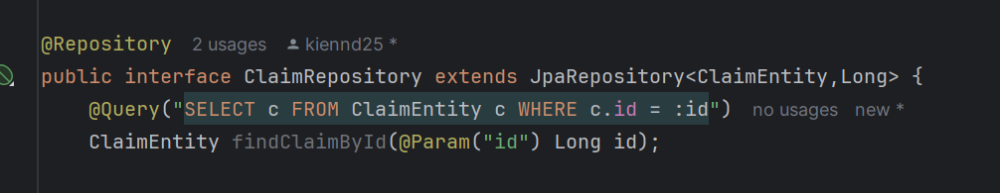 @Repository 2 usages kiennd25 *
public interface ClaimRepository extends JpaRepository<ClaimEntity,Long> {
@Query("SELECT c FROM ClaimEntity c WHERE c.id = :id") no usages new *
ClaimEntity findClaimById(@Param("id") Long id);